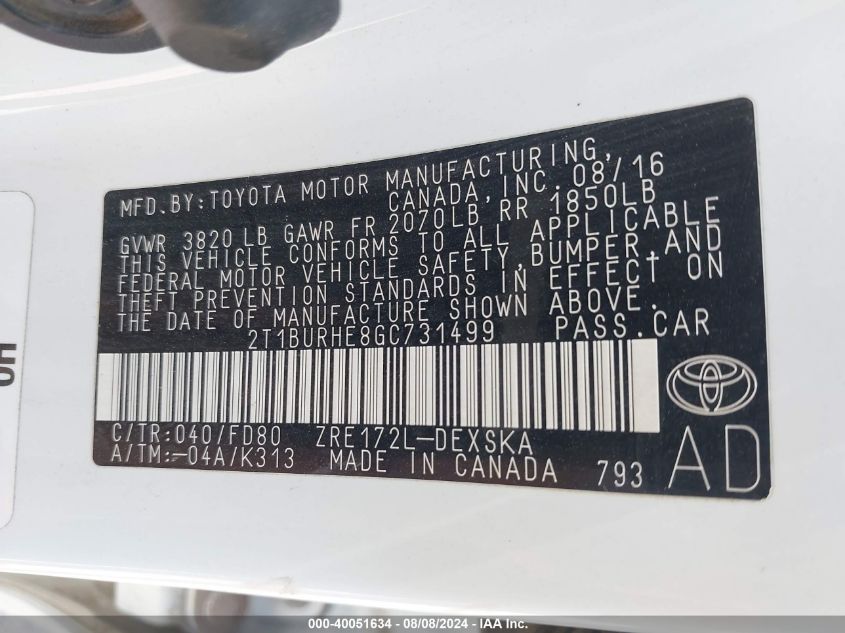 MFD.BY:TOYOTA MOTOR MANUFACTURING,
CANADA, INC. 08/16
GVWR 3820 LB GAWR FR 2070LB RR 1850LB
THIS VEHICLE CONFORMS TO ALL APPLICABLE
FEDERAL MOTOR VEHICLE SAFETY, BUMPER, AND
THEFT PREVENTION STANDARDS IN EFFECT ON
THE DATE OF MANUFACTURE SHOWN ABOVE.
2T1BURHE8GC731499 PASS.CAR
C/TR:040/FD80 ZRE172L-DEXSKA
A/TM:-04A/K313 MADE IN CANADA 793 AD
000-40051634 - 08/08/2024 - IAA Inc.